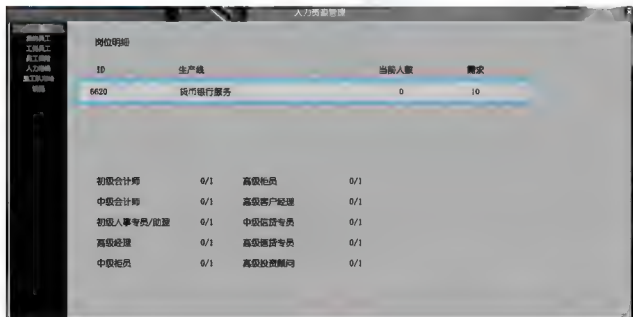 人力资源管理
岗位明细
ID 生产线 当前人数 需求
6620 货币银行服务 0 10
初级会计师 0/1 高级柜员 0/1
中级会计师 0/1 高级客户经理 0/1
初级人事专员/助理 0/1 中级信贷专员 0/1
高级经理 0/1 高级信贷专员 0/1
中级柜员 0/1 高级投资顾问 0/1